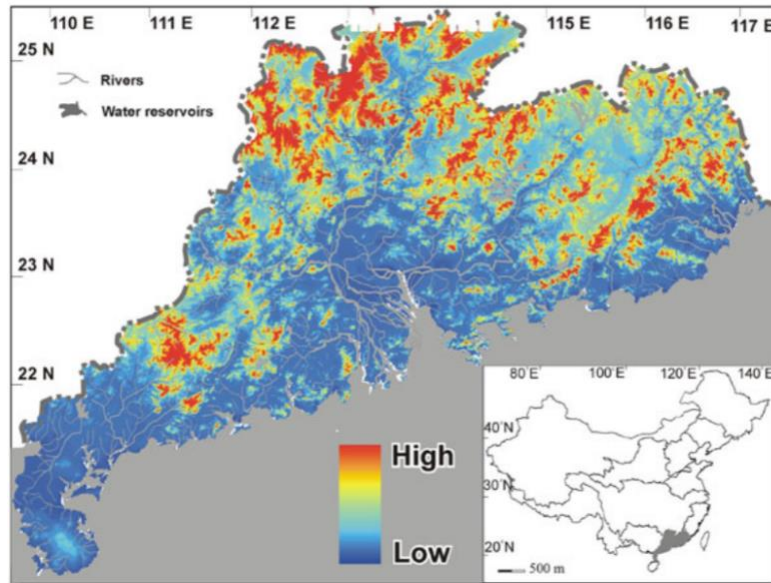 110 E 111 E 112 E 115 E 116 E 117 E
25 N
Rivers
Water reservoirs
24 N
23 N
22 N
High
Low
80°E 100°E 120°E 140°E
40°N
30°N
20°N
500 m